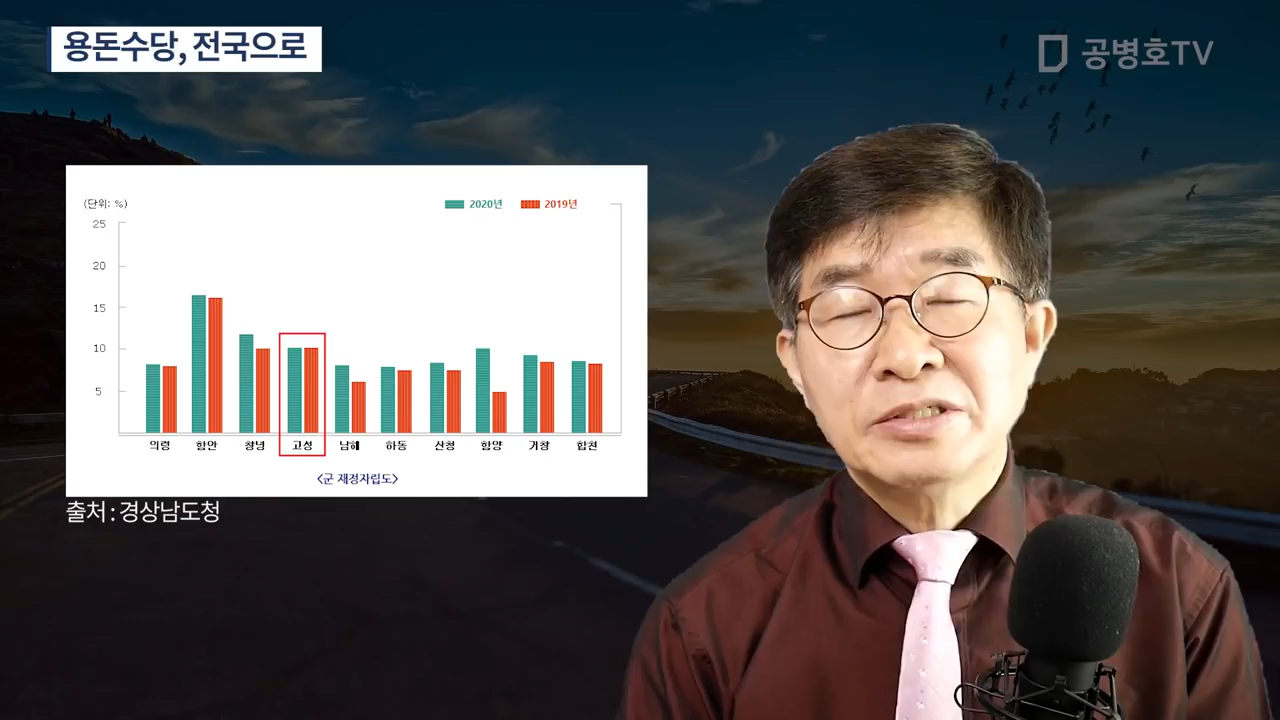 용돈수당, 전국으로
공병호TV
(단위: %)
2020년
2019년
25
20
15
10
5
의령 함안 창녕 고성 남해 하동 산청 함양 거창 합천
<군 재정자립도>
출처 : 경상남도청